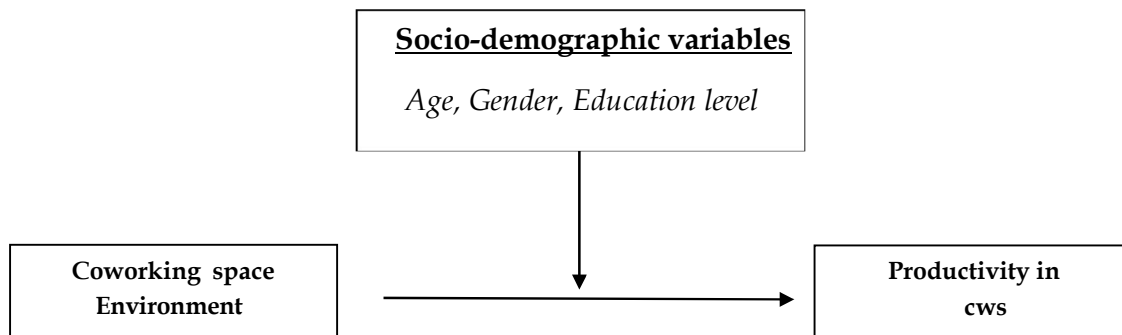 Socio-demographic variables
Age, Gender, Education level
Coworking space
Environment
Productivity in
cws